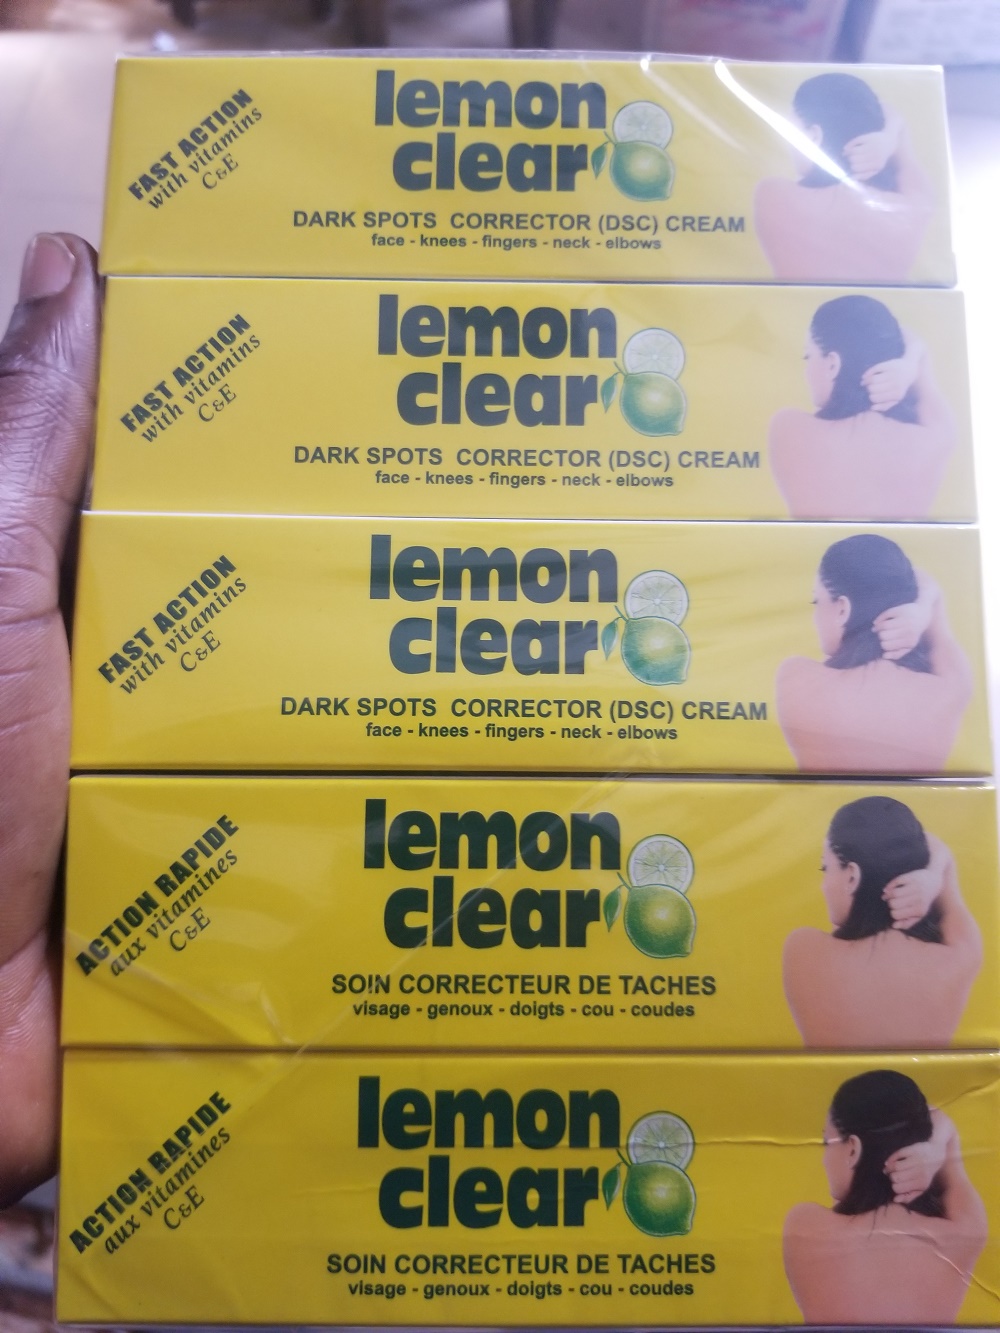 FAST ACTION
with vitamins
C&E
lemon
clear
DARK SPOTS CORRECTOR (DSC) CREAM
face - knees - fingers - neck - elbows
FAST ACTION
with vitamins
C&E
lemon
clear
DARK SPOTS CORRECTOR (DSC) CREAM
face - knees - fingers - neck - elbows
FAST ACTION
with vitamins
C&E
lemon
clear
DARK SPOTS CORRECTOR (DSC) CREAM
face - knees - fingers - neck - elbows
ACTION RAPIDE
aux vitamines
C&E
lemon
clear
SOIN CORRECTEUR DE TACHES
visage - genoux - doigts - cou - coudes
ACTION RAPIDE
aux vitamines
C&E
lemon
clear
SOIN CORRECTEUR DE TACHES
visage - genoux - doigts - cou - coudes